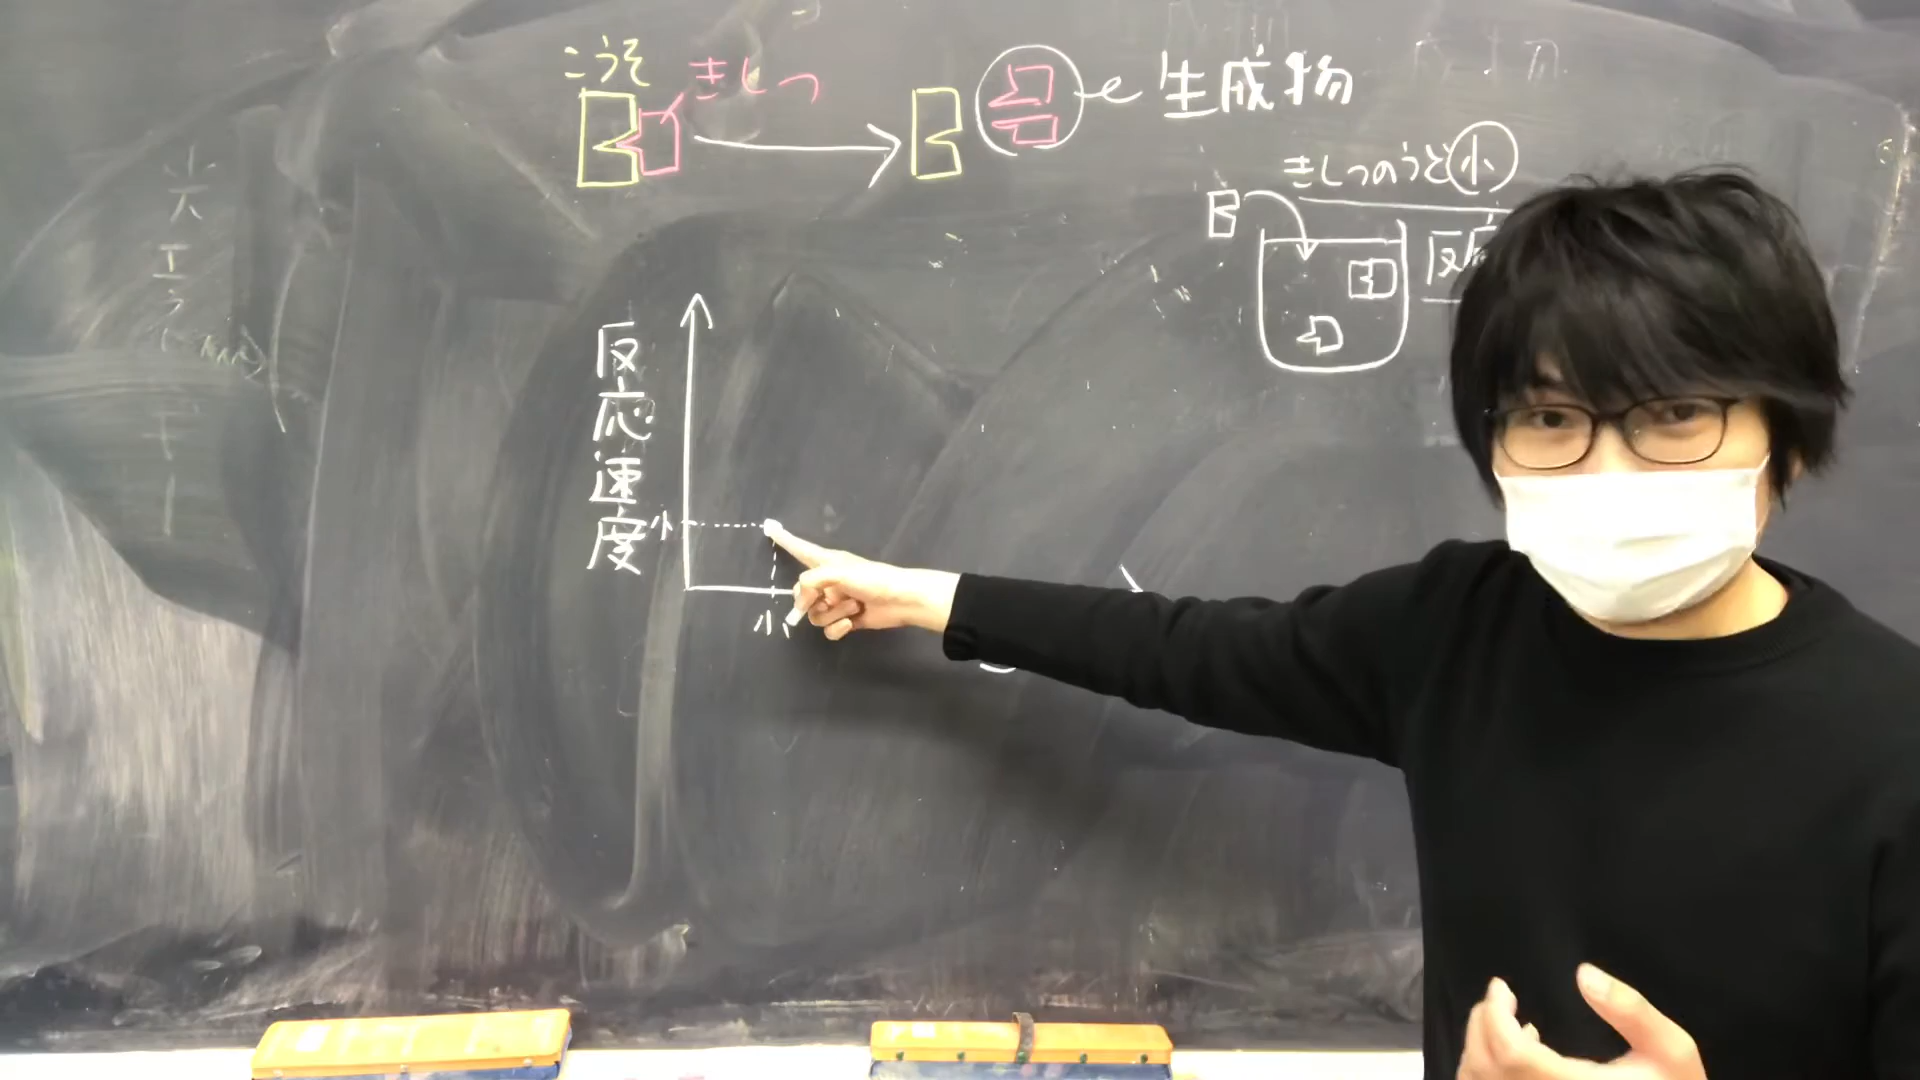 こうそ
きしつ
生成物
きしつのうど小
反応
反応速度
小
小